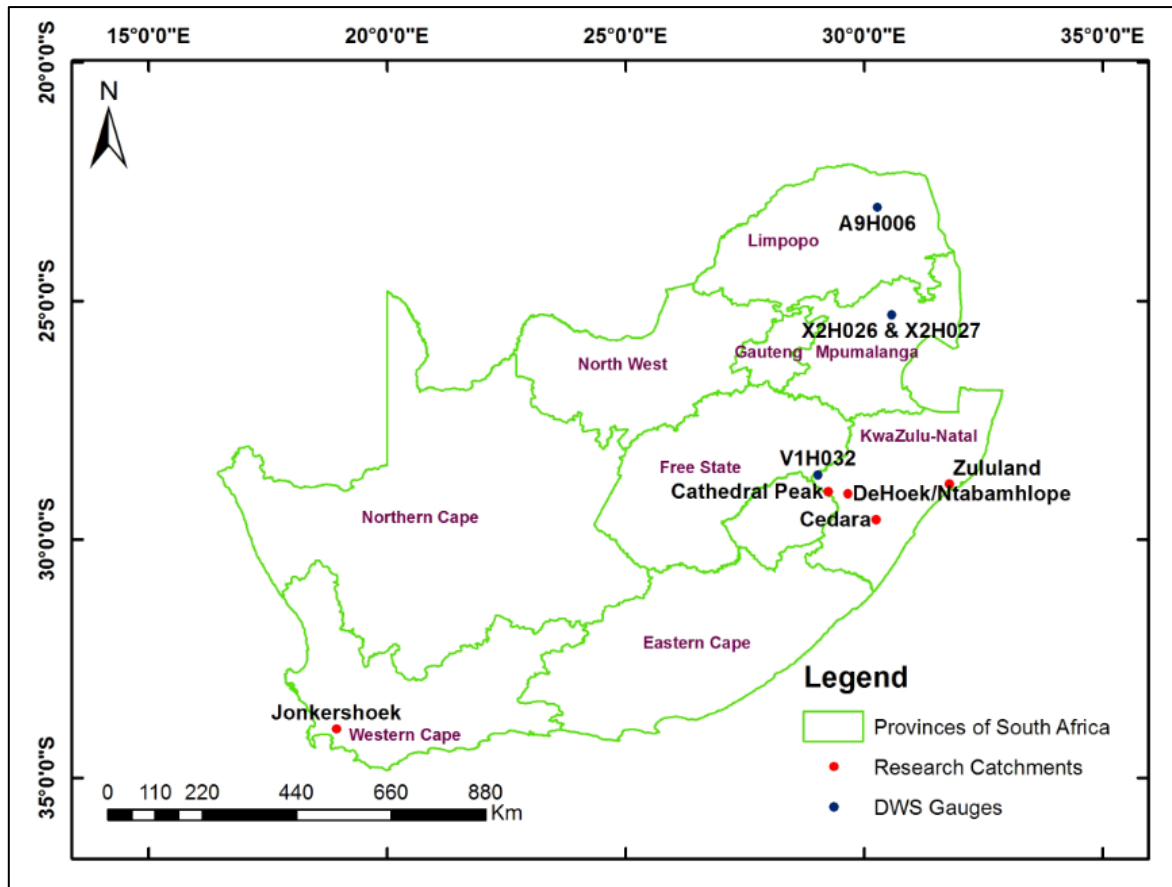 15°0'0"E 20°0'0"E 25°0'0"E 30°0'0"E 35°0'0"E
20°0'0"S
25°0'0"S
30°0'0"S
35°0'0"S
N
A9H006
Limpopo
X2H026 & X2H027
Gauteng Mpumalanga
North West
KwaZulu-Natal
V1H032
Zululand
Free State
Cathedral Peak DeHoek/Ntabamhlope
Cedara
Northern Cape
Eastern Cape
Jonkershoek
Western Cape
Legend
Provinces of South Africa
Research Catchments
DWS Gauges
0 110 220 440 660 880
Km